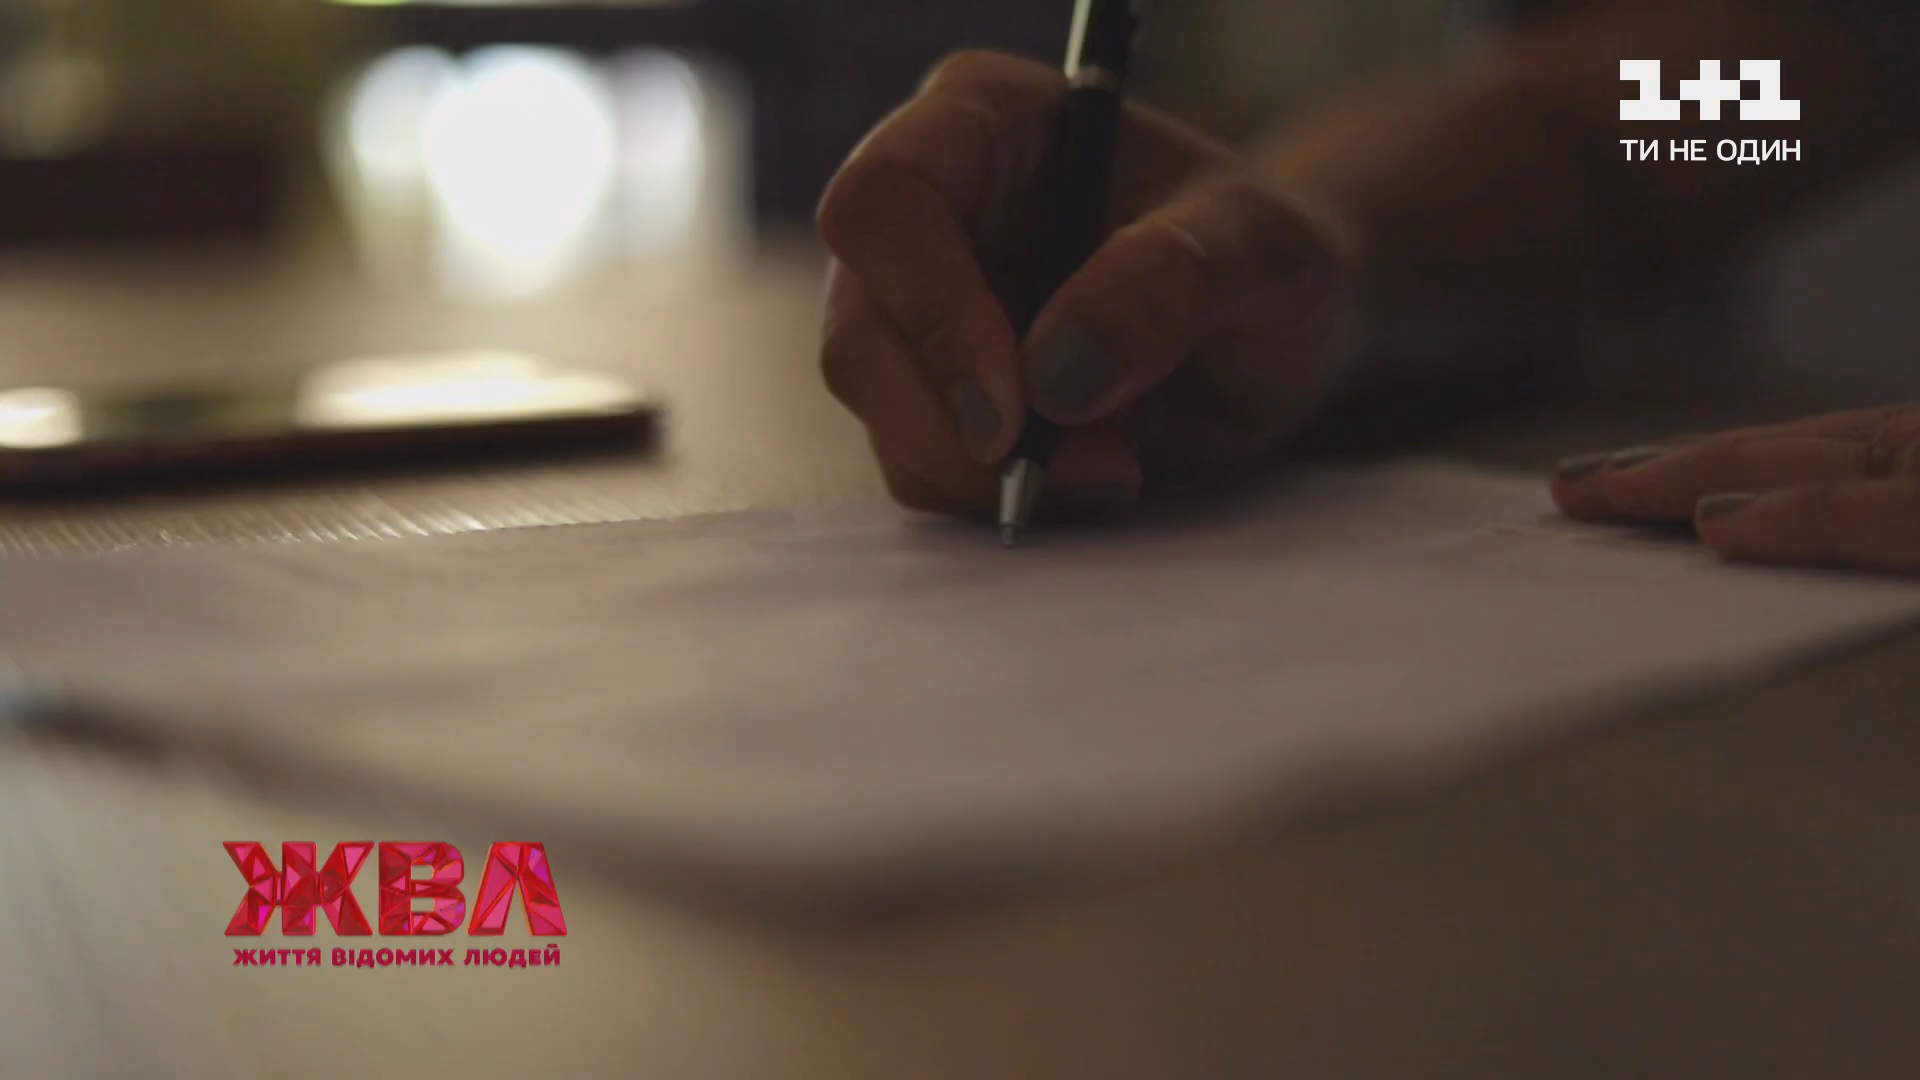 1+1
ТИ НЕ ОДИН
ЖВЛ
ЖИТТЯ ВІДОМИХ ЛЮДЕЙ